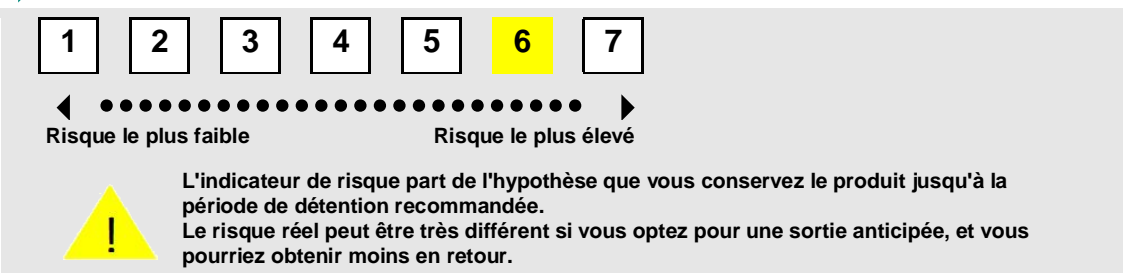 1 2 3 4 5 6 7
Risque le plus faible Risque le plus élevé
L'indicateur de risque part de l'hypothèse que vous conservez le produit jusqu'à la
période de détention recommandée.
Le risque réel peut être très différent si vous optez pour une sortie anticipée, et vous
pourriez obtenir moins en retour.
!